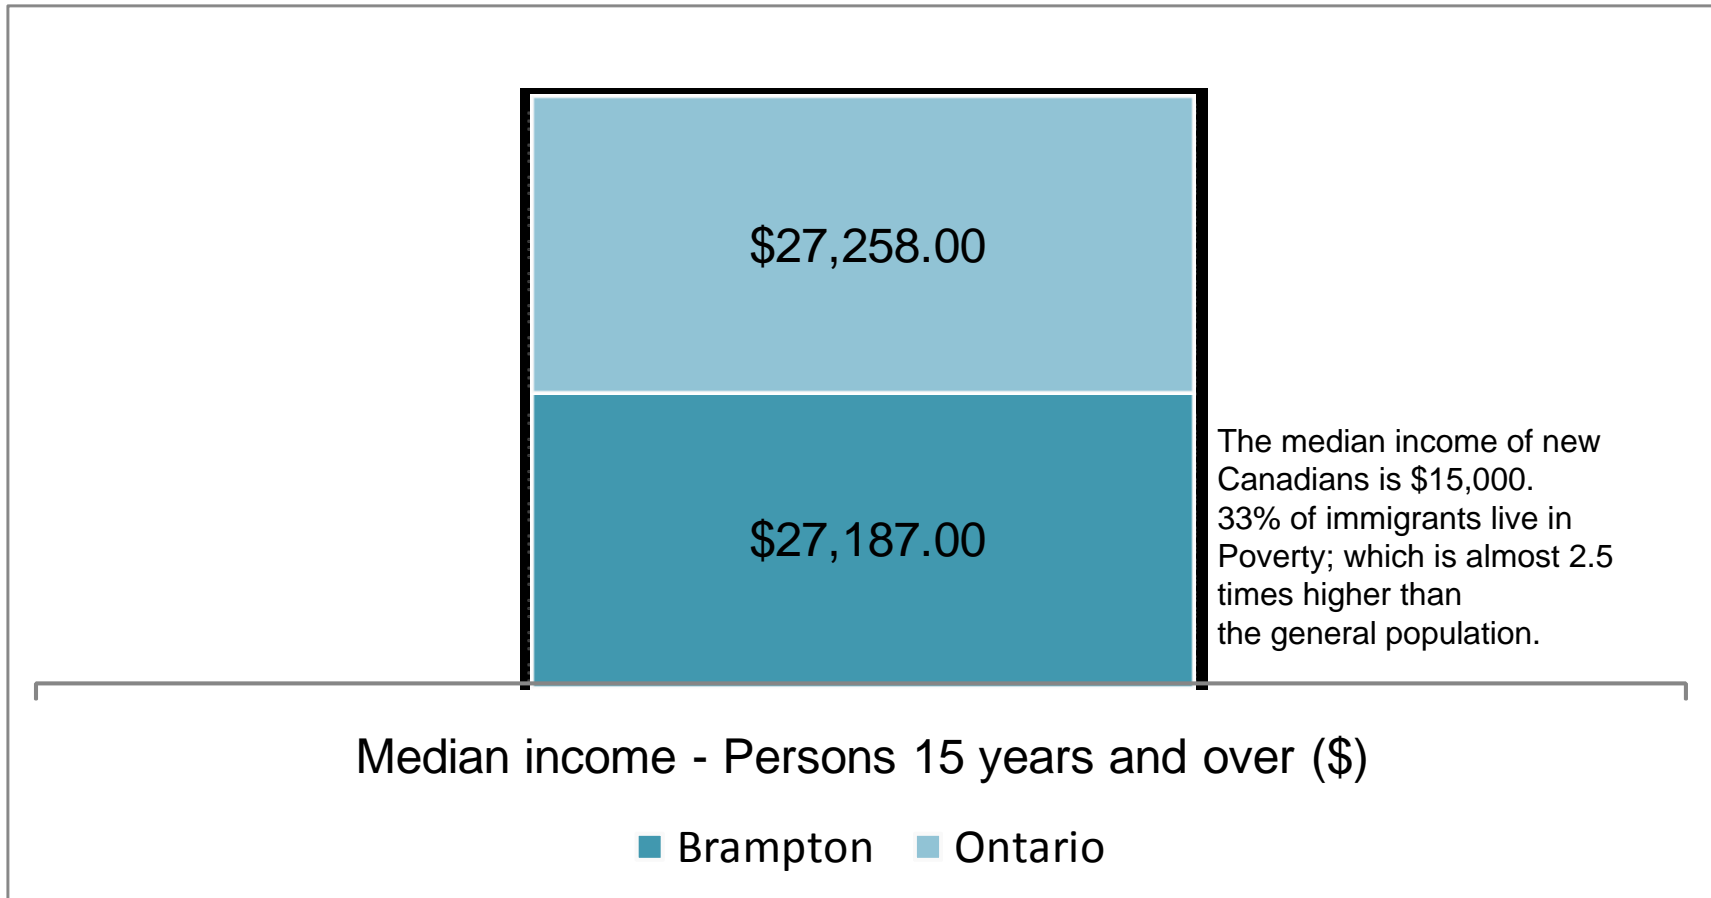 $27,258.00
$27,187.00
The median income of new
Canadians is $15,000.
33% of immigrants live in
Poverty; which is almost 2.5
times higher than
the general population.
Median income - Persons 15 years and over ($)
Brampton Ontario